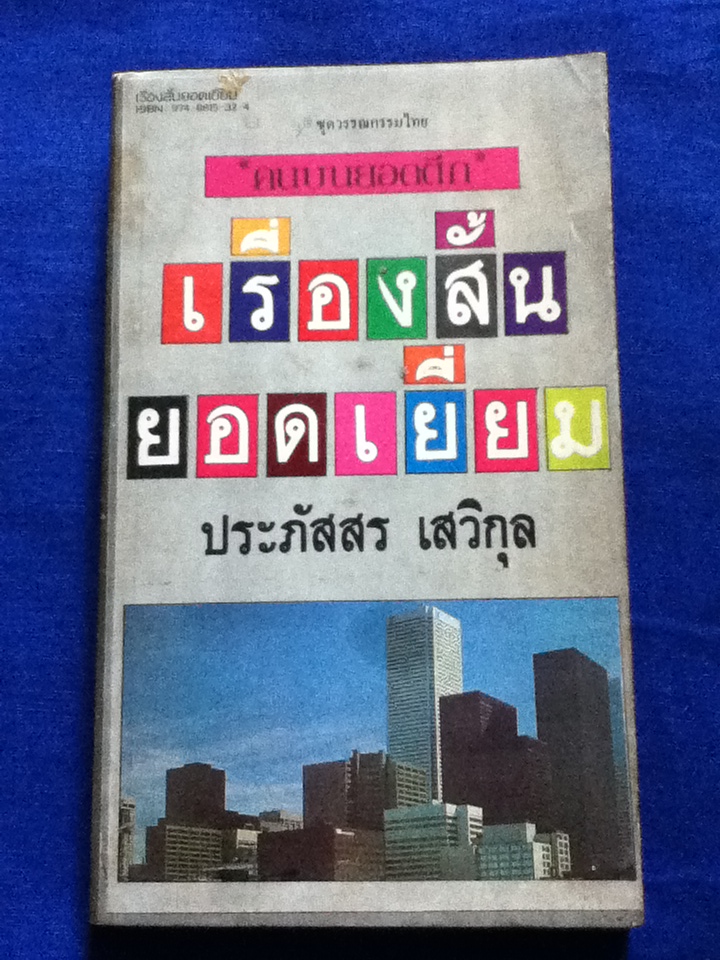 เรื่องสั้นยอดเยี่ยม
ISBN 974-8615-32-4
ชุดวรรณกรรมไทย
"คนบนยอดตึก"
เรื่องสั้น
ยอดเยี่ยม
ประภัสสร เสวิกุล